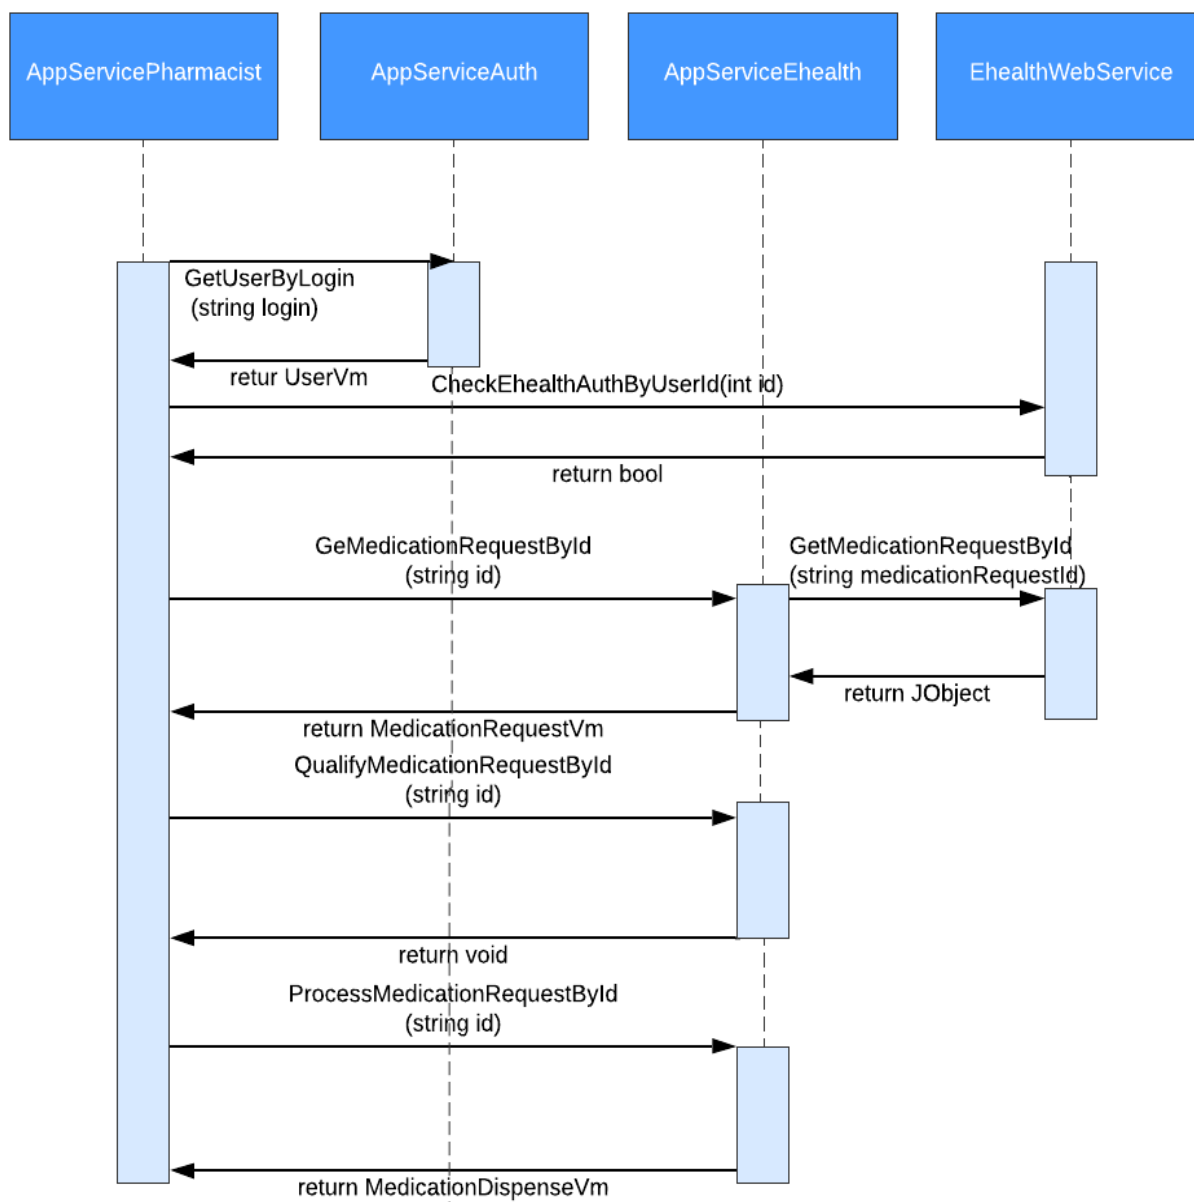 AppServicePharmacist
AppServiceAuth
AppServiceEhealth
EhealthWebService
GetUserByLogin
(string login)
retur UserVm
CheckEhealthAuthByUserId(int id)
return bool
GeMedicationRequestById
(string id)
GetMedicationRequestById
(string medicationRequestId)
return JObject
return MedicationRequestVm
QualifyMedicationRequestById
(string id)
return void
ProcessMedicationRequestById
(string id)
return MedicationDispenseVm